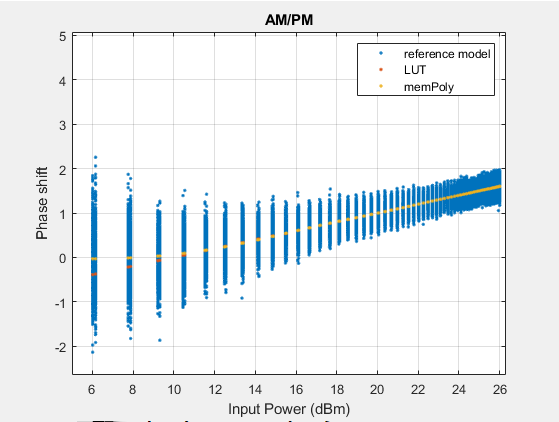 AM/PM
reference model
LUT
memPoly
Phase shift
5
4
3
2
1
0
-1
-2
6 8 10 12 14 16 18 20 22 24 26
Input Power (dBm)